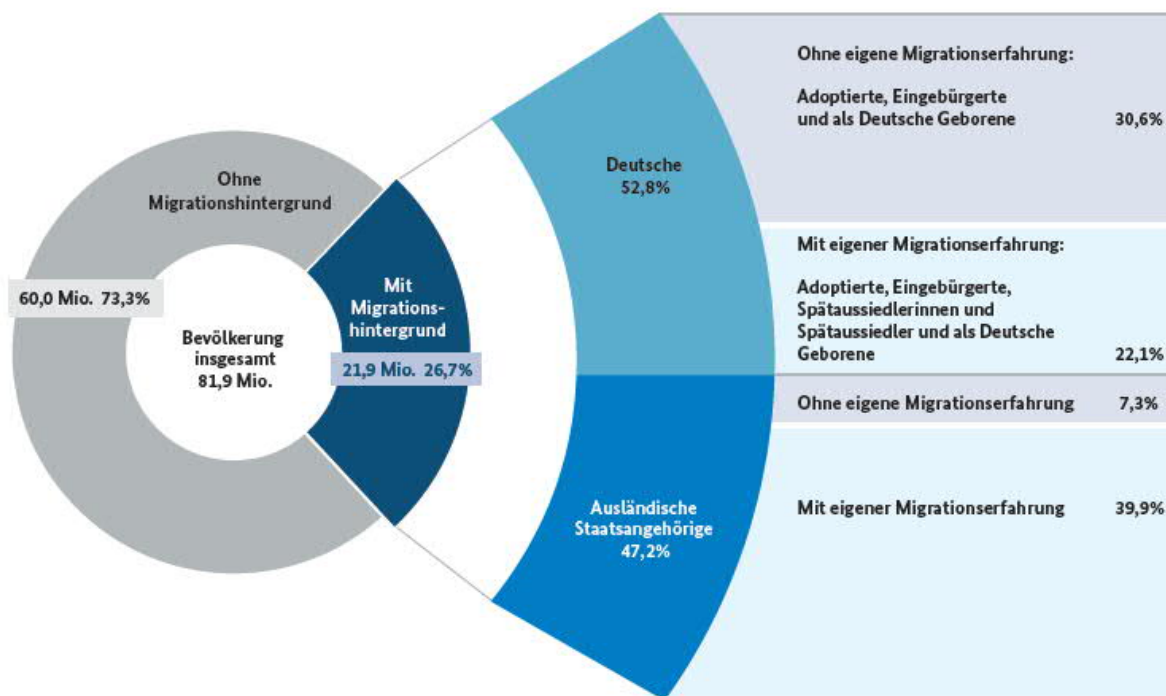 Ohne
Migrationshintergrund
60,0 Mio. 73,3%
Bevölkerung
insgesamt
81,9 Mio.
Mit
Migrations-
hintergrund
21,9 Mio. 26,7%
Deutsche
52,8%
Ausländische
Staatsangehörige
47,2%
Ohne eigene Migrationserfahrung:
Adoptierte, Eingebürgerte
und als Deutsche Geborene 30,6%
Mit eigener Migrationserfahrung:
Adoptierte, Eingebürgerte,
Spätaussiedlerinnen und
Spätaussiedler und als Deutsche
Geborene 22,1%
Ohne eigene Migrationserfahrung 7,3%
Mit eigener Migrationserfahrung 39,9%